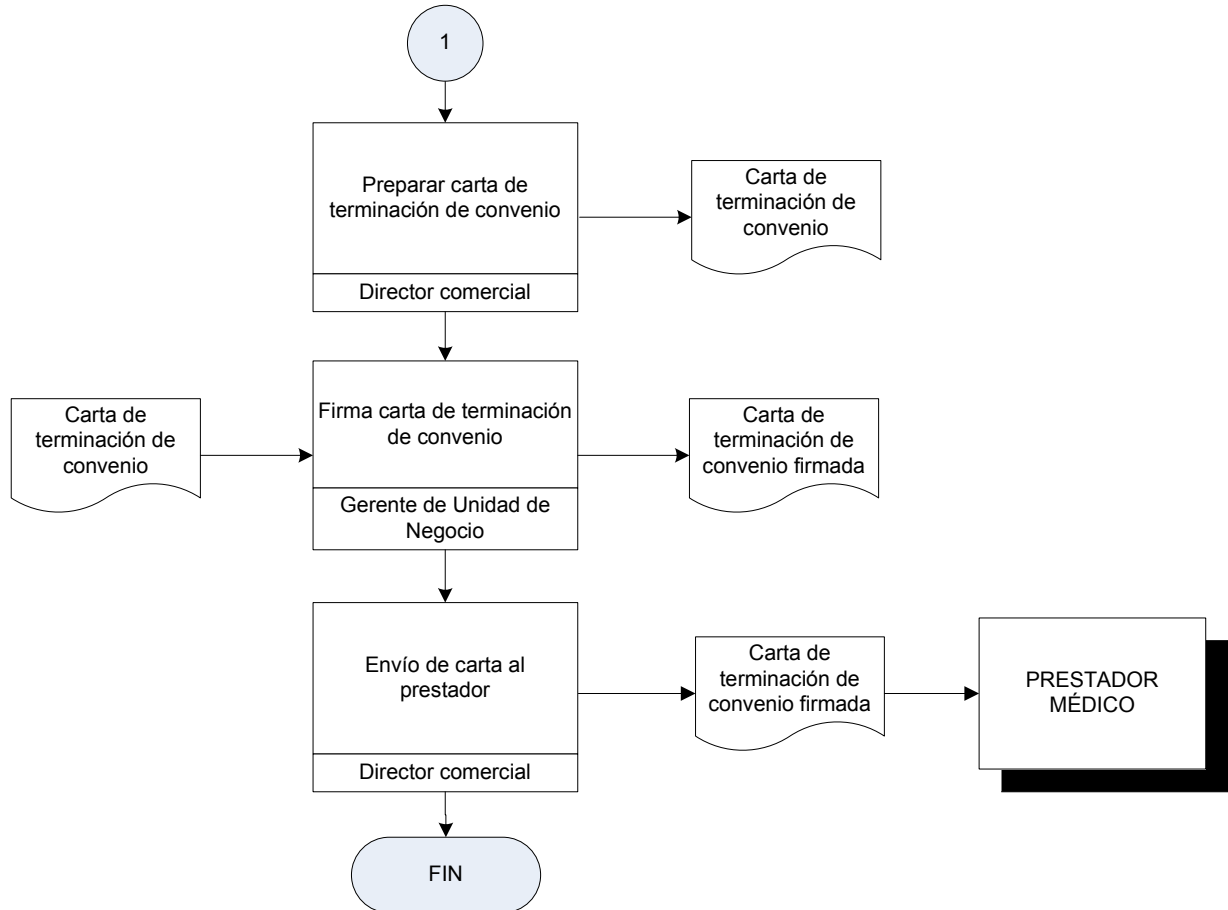 1
Preparar carta de
terminación de convenio
Director comercial
Carta de
terminación de
convenio
Carta de
terminación de
convenio
Firma carta de terminación
de convenio
Gerente de Unidad de
Negocio
Carta de
terminación de
convenio firmada
Envío de carta al
prestador
Director comercial
Carta de
terminación de
convenio firmada
PRESTADOR
MÉDICO
FIN